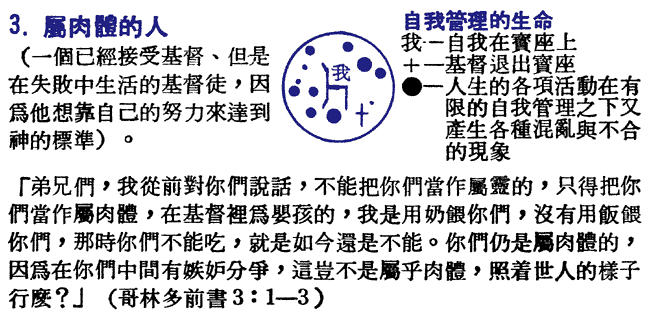 3. 屬肉體的人
（一個已經接受基督、但是
在失敗中生活的基督徒，因
爲他想靠自己的努力來達到
神的標準）。
我
自我管理的生命
我—自我在寶座上
十—基督退出寶座
●—人生的各項活動在有
限的自我管理之下又
產生各種混亂與不合
的現象
「弟兄們，我從前對你們說話，不能把你們當作屬靈的，只得把你
們當作屬肉體，在基督裡爲嬰孩的，我是用奶餵你們，沒有用飯餵
你們，那時你們不能吃，就是如今還是不能。你們仍是屬肉體的，
因爲在你們中間有嫉妒分爭，這豈不是屬乎肉體，照着世人的樣子
行麼？」（哥林多前書3：1—3）